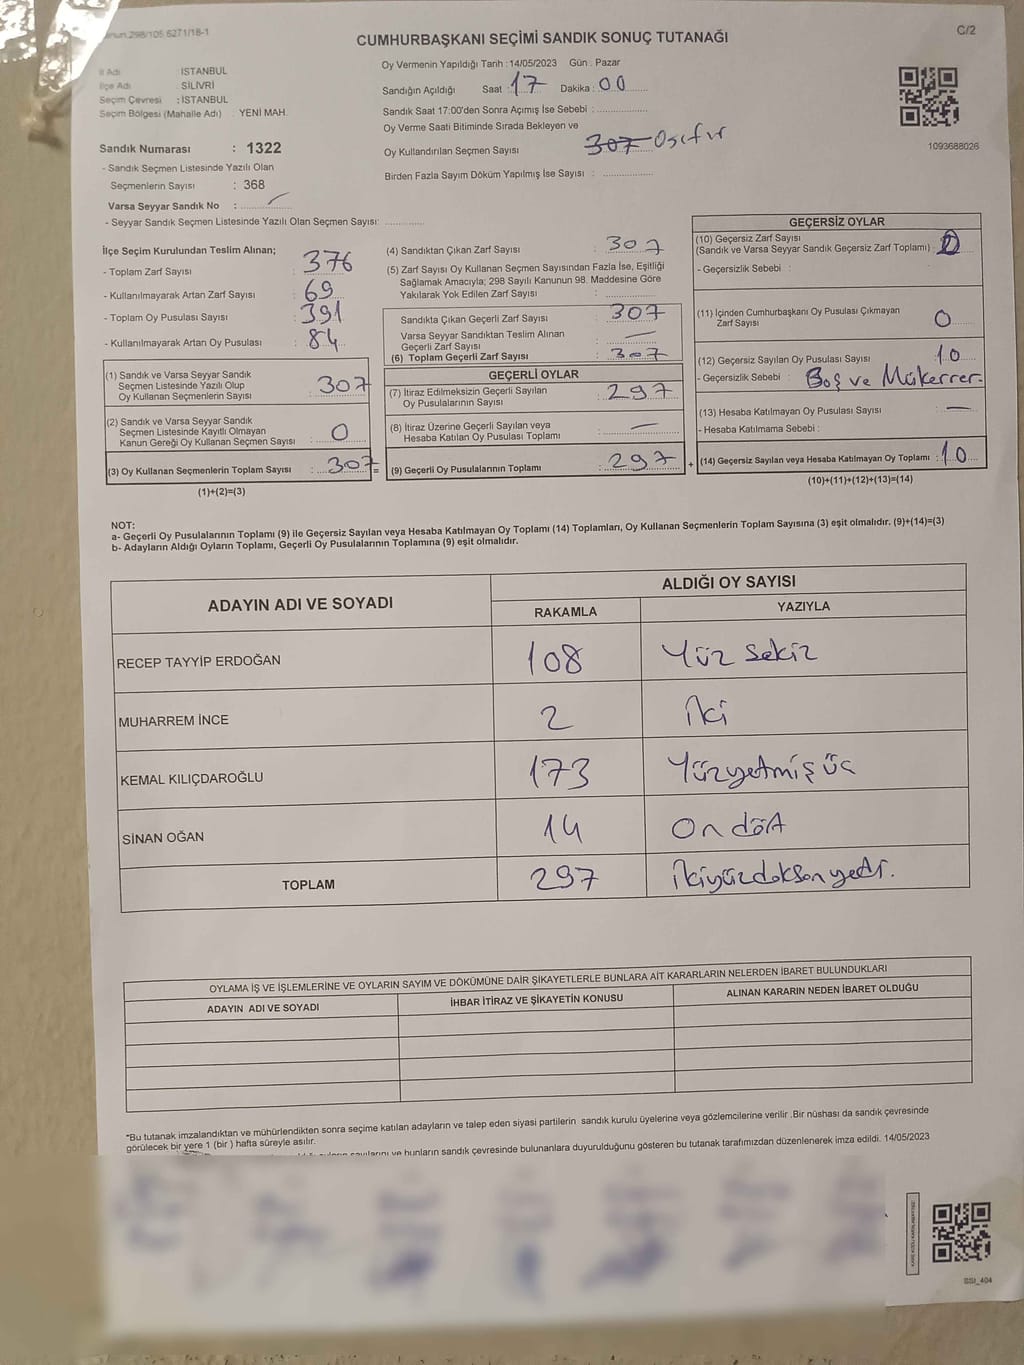 298/105.6271/18-1
C/2
CUMHURBAŞKANI SEÇİMİ SANDIK SONUÇ TUTANAĞI
İl Adı : İSTANBUL
İlçe Adı : SİLİVRİ
Seçim Çevresi : İSTANBUL
Seçim Bölgesi (Mahalle Adı) : YENİ MAH.
Sandık Numarası : 1322
- Sandık Seçmen Listesinde Yazılı Olan
Seçmenlerin Sayısı : 368
Varsa Seyyar Sandık No :
- Seyyar Sandık Seçmen Listesinde Yazılı Olan Seçmen Sayısı:
Oy Vermenin Yapıldığı Tarih : 14/05/2023 Gün : Pazar
Sandığın Açıldığı Saat : 17 Dakika : 00
Sandık Saat 17:00'den Sonra Açımış İse Sebebi :
Oy Verme Saati Bitiminde Sırada Bekleyen ve
Oy Kullandırılan Seçmen Sayısı 307 0 sıfır
Birden Fazla Sayım Döküm Yapılmış İse Sayısı :
1093688026
İlçe Seçim Kurulundan Teslim Alınan;
- Toplam Zarf Sayısı : 376
- Kullanılmayarak Artan Zarf Sayısı : 69
- Toplam Oy Pusulası Sayısı : 391
- Kullanılmayarak Artan Oy Pusulası : 84
(1) Sandık ve Varsa Seyyar Sandık
Seçmen Listesinde Yazılı Olup
Oy Kullanan Seçmenlerin Sayısı : 307
(2) Sandık ve Varsa Seyyar Sandık
Seçmen Listesinde Kayıtlı Olmayan
Kanun Gereği Oy Kullanan Seçmen Sayısı : 0
(3) Oy Kullanan Seçmenlerin Toplam Sayısı : 307 =
(1)+(2)=(3)
(4) Sandıktan Çıkan Zarf Sayısı : 307
(5) Zarf Sayısı Oy Kullanan Seçmen Sayısından Fazla İse, Eşitliği
Sağlamak Amacıyla; 298 Sayılı Kanunun 98. Maddesine Göre
Yakılarak Yok Edilen Zarf Sayısı :
Sandıkta Çıkan Geçerli Zarf Sayısı : 307
Varsa Seyyar Sandıktan Teslim Alınan
Geçerli Zarf Sayısı : —
(6) Toplam Geçerli Zarf Sayısı : 307
GEÇERLİ OYLAR
(7) İtiraz Edilmeksizin Geçerli Sayılan
Oy Pusulalarının Sayısı : 297
(8) İtiraz Üzerine Geçerli Sayılan veya
Hesaba Katılan Oy Pusulası Toplamı : —
(9) Geçerli Oy Pusulalarının Toplamı : 297 +
GEÇERSİZ OYLAR
(10) Geçersiz Zarf Sayısı
(Sandık ve Varsa Seyyar Sandık Geçersiz Zarf Toplamı) :
- Geçersizlik Sebebi :
(11) İçinden Cumhurbaşkanı Oy Pusulası Çıkmayan
Zarf Sayısı : 0
(12) Geçersiz Sayılan Oy Pusulası Sayısı : 10
- Geçersizlik Sebebi : Boş ve Mükerrer.
(13) Hesaba Katılmayan Oy Pusulası Sayısı : —
- Hesaba Katılmama Sebebi :
(14) Geçersiz Sayılan veya Hesaba Katılmayan Oy Toplamı : 10
(10)+(11)+(12)+(13)=(14)
NOT:
a- Geçerli Oy Pusulalarının Toplamı (9) ile Geçersiz Sayılan veya Hesaba Katılmayan Oy Toplamı (14) Toplamları, Oy Kullanan Seçmenlerin Toplam Sayısına (3) eşit olmalıdır. (9)+(14)=(3)
b- Adayların Aldığı Oyların Toplamı, Geçerli Oy Pusulalarının Toplamına (9) eşit olmalıdır.
ADAYIN ADI VE SOYADI ALDIĞI OY SAYISI
RAKAMLA YAZIYLA
RECEP TAYYİP ERDOĞAN 108 Yüz sekiz
MUHARREM İNCE 2 İki
KEMAL KILIÇDAROĞLU 173 Yüzyetmiş üç
SİNAN OĞAN 14 On dört
TOPLAM 297 İkiyüzdoksanyedi.
OYLAMA İŞ VE İŞLEMLERİNE VE OYLARIN SAYIM VE DÖKÜMÜNE DAİR ŞİKAYETLERLE BUNLARA AİT KARARLARIN NELERDEN İBARET BULUNDUKLARI
ADAYIN ADI VE SOYADI İHBAR İTİRAZ VE ŞİKAYETİN KONUSU ALINAN KARARIN NEDEN İBARET OLDUĞU
*Bu tutanak imzalandıktan ve mühürlendikten sonra seçime katılan adayların ve talep eden siyasi partilerin sandık kurulu üyelerine veya gözlemcilerine verilir .Bir nüshası da sandık çevresinde
görülecek bir yere 1 (bir ) hafta süreyle asılır.
ve bunların sandık çevresinde bulunanlara duyurulduğunu gösteren bu tutanak tarafımızdan düzenlenerek imza edildi. 14/05/2023
SSI_404